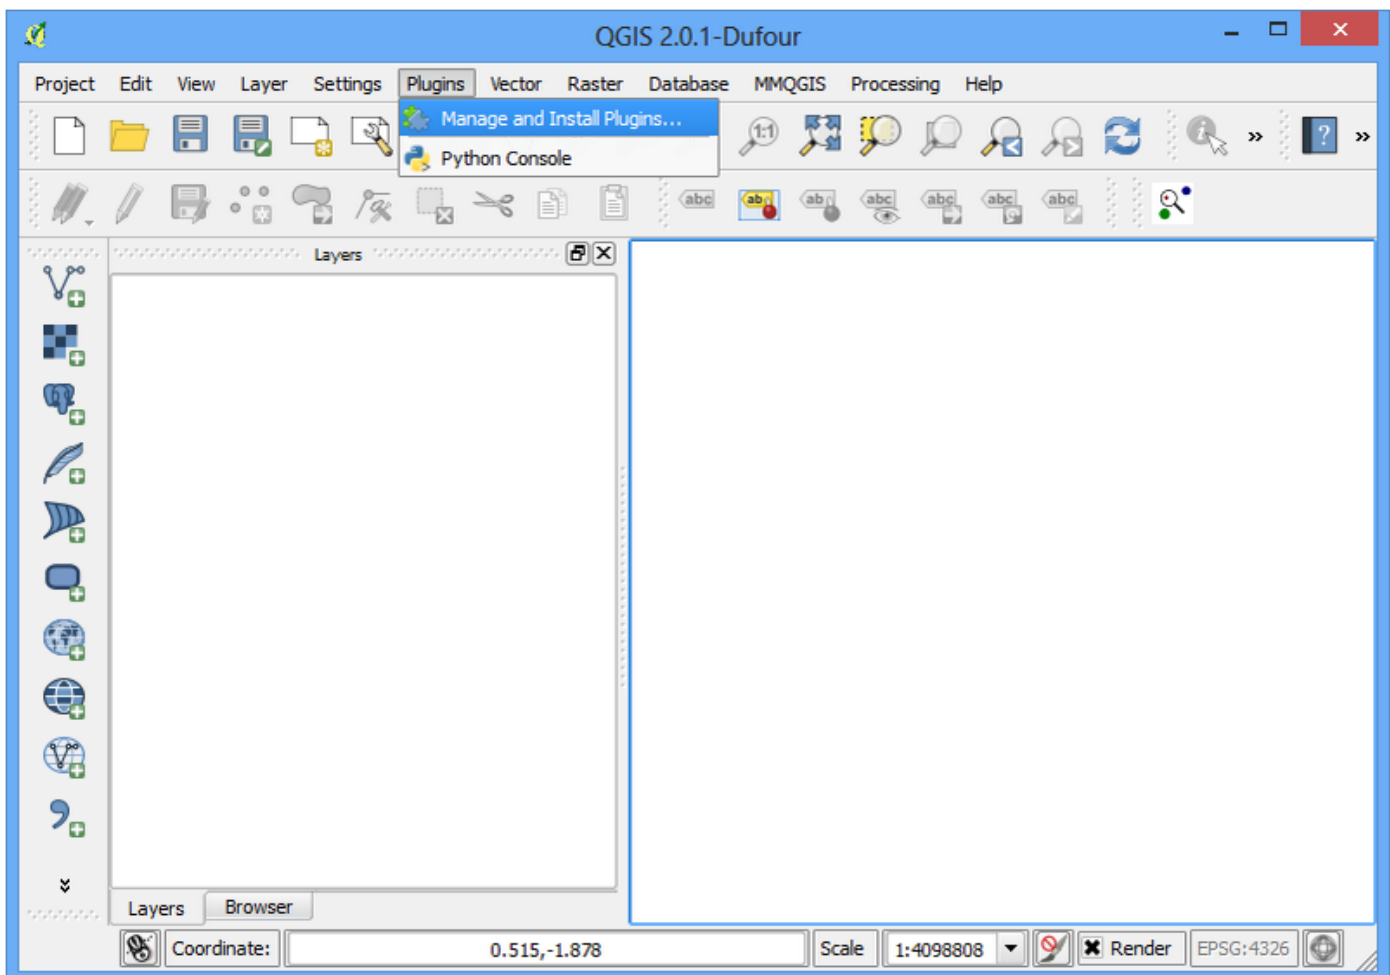 QGIS 2.0.1-Dufour
Project Edit View Layer Settings Plugins Vector Raster Database MMQGIS Processing Help
Manage and Install Plugins...
Python Console
1:1
?
abc ab ab abc abc abc abc
Layers
Layers Browser
Coordinate: 0.515,-1.878 Scale 1:4098808 Render EPSG:4326